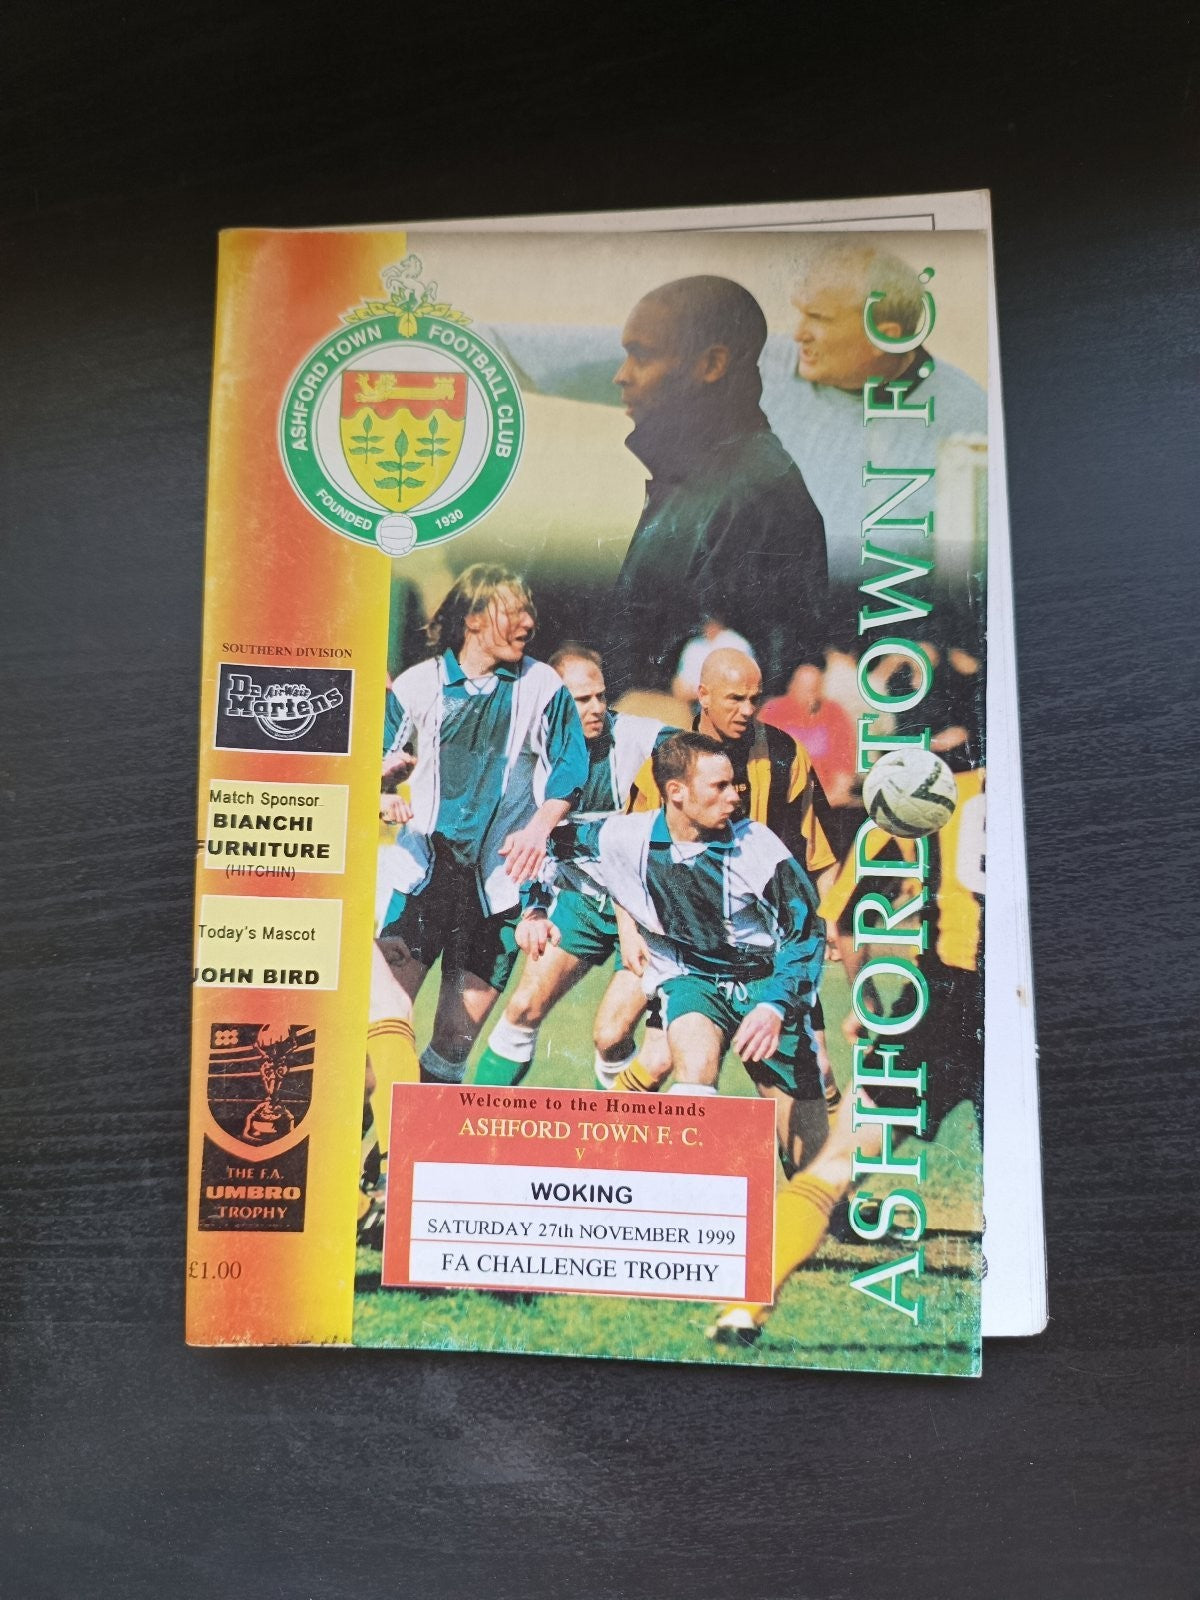 ASHFORD TOWN FOOTBALL CLUB
FOUNDED 1930
ASHFORD TOWN F.C.
SOUTHERN DIVISION
Dr. Air Wair
Martens
Match Sponsor
BIANCHI
FURNITURE
(HITCHIN)
Today's Mascot
JOHN BIRD
THE F.A.
UMBRO
TROPHY
£1.00
Welcome to the Homelands
ASHFORD TOWN F. C.
V
WOKING
SATURDAY 27th NOVEMBER 1999
FA CHALLENGE TROPHY